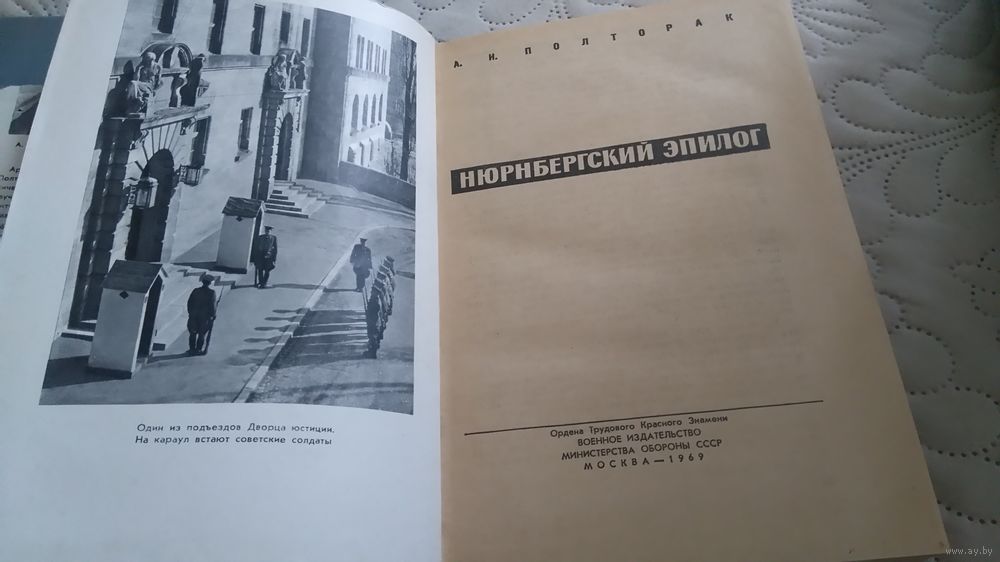 Один из подъездов Дворца юстиции.
На караул встают советские солдаты
А. И. ПОЛТОРАК
НЮРНБЕРГСКИЙ ЭПИЛОГ
Ордена Трудового Красного Знамени
ВОЕННОЕ ИЗДАТЕЛЬСТВО
МИНИСТЕРСТВА ОБОРОНЫ СССР
МОСКВА — 1969
www.ay.by